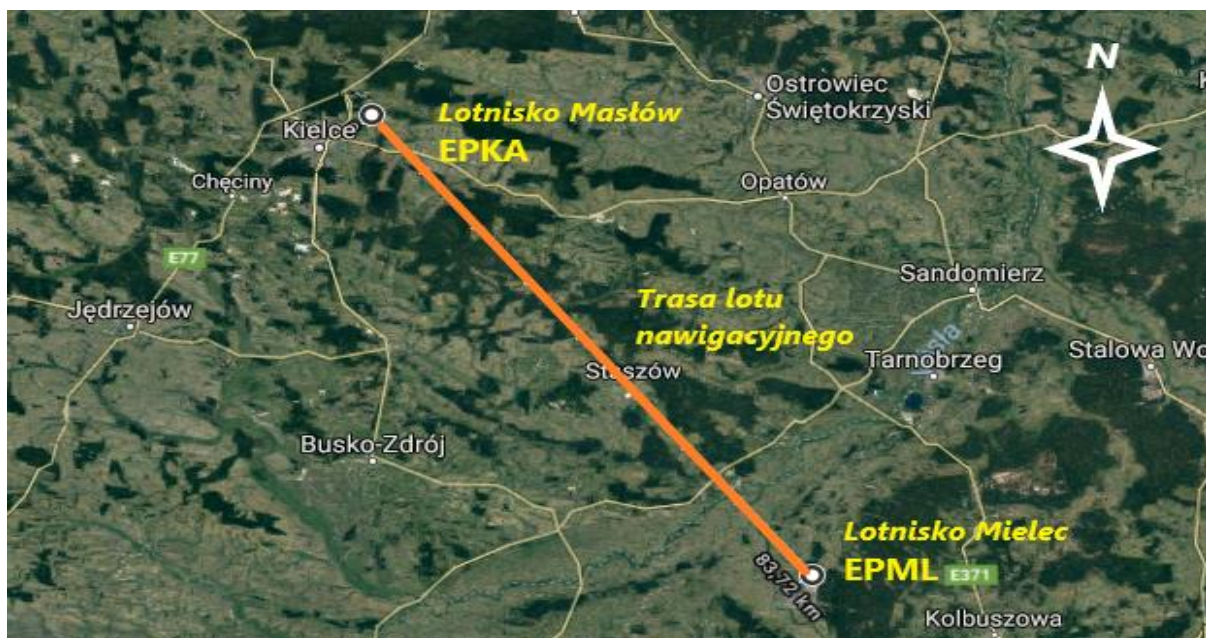 N
Ostrowiec
Świętokrzyski
Lotnisko Masłów
EPKA
Kielce
Chęciny
Opatów
E77
Sandomierz
Trasa lotu
nawigacyjnego
Jędrzejów
Wisła
Stalowa Wo
Tarnobrzeg
Staszów
Busko-Zdrój
Lotnisko Mielec
EPML
E371
83,72 km
Kolbuszowa
K